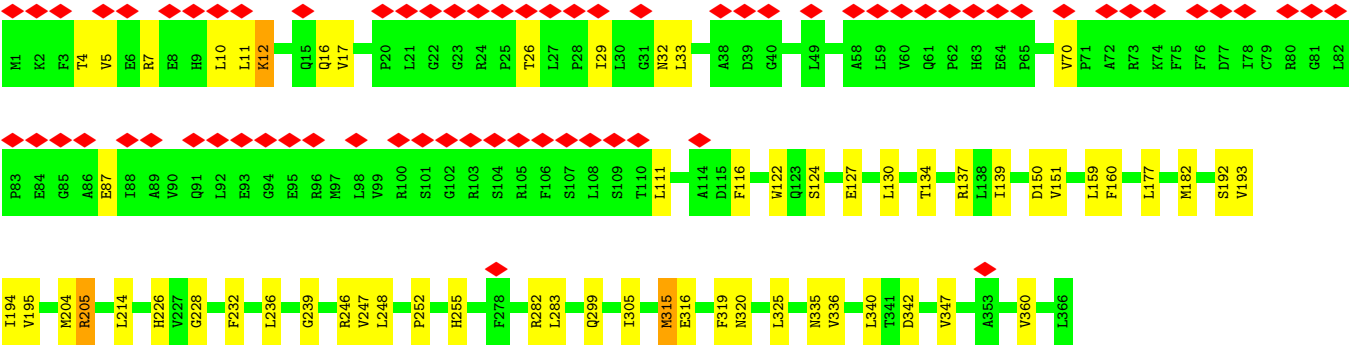 M1 K2 F3 T4 V5 E6 R7 E8 H9 L10 L11 K12 Q15 Q16 V17 P20 L21 G22 G23 R24 P25 T26 L27 P28 I29 L30 G31 N32 L33 A38 D39 G40 L49 A58 L59 V60 Q61 P62 H63 E64 P65 V70 P71 A72 R73 K74 F75 F76 D77 I78 C79 R80 G81 L82
P83 E84 G85 A86 E87 I88 A89 V90 Q91 L92 E93 G94 E95 R96 M97 L98 V99 R100 S101 G102 R103 S104 R105 F106 S107 L108 S109 T110 L111 A114 D115 F116 W122 Q123 S124 E127 L130 T134 R137 L138 I139 D150 V151 L159 F160 L177 M182 S192 V193
I194 V195 M204 R205 L214 H226 V227 G228 F232 L236 G239 R246 V247 L248 P252 H255 F278 R282 L283 Q299 I305 M315 E316 F319 N320 L325 N335 V336 L340 T341 D342 V347 A353 V360 L366